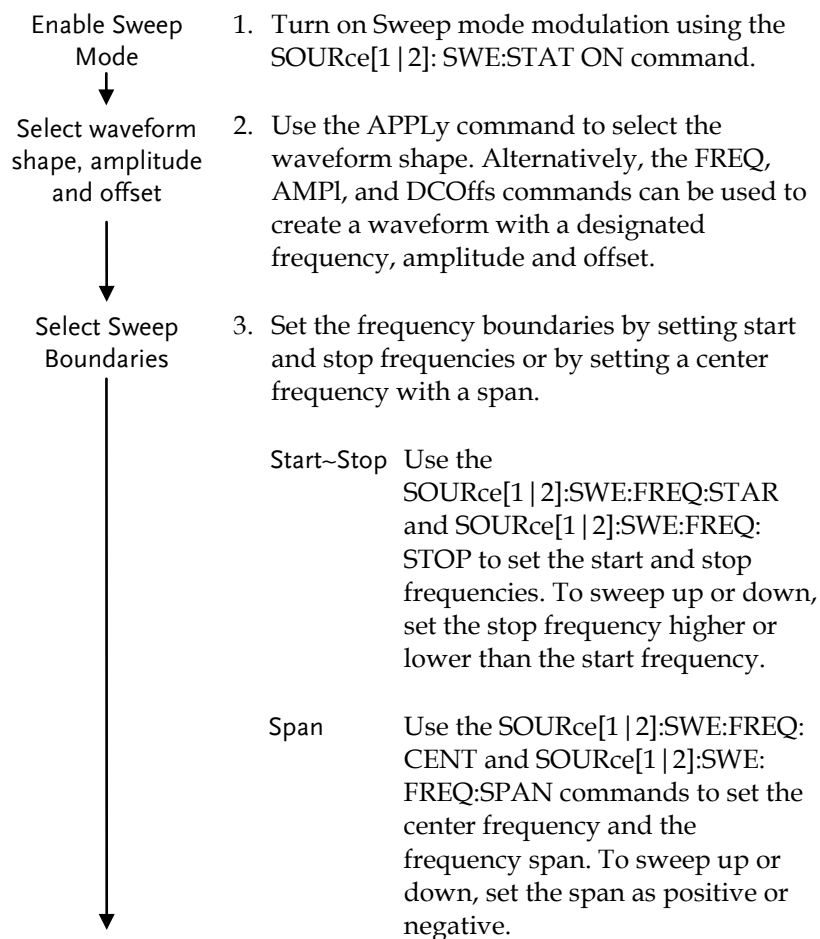 Enable Sweep
Mode
1. Turn on Sweep mode modulation using the
SOURce[1|2]: SWE:STAT ON command.
Select waveform
shape, amplitude
and offset
2. Use the APPLy command to select the
waveform shape. Alternatively, the FREQ,
AMPl, and DCOffs commands can be used to
create a waveform with a designated
frequency, amplitude and offset.
Select Sweep
Boundaries
3. Set the frequency boundaries by setting start
and stop frequencies or by setting a center
frequency with a span.
Start~Stop Use the
SOURce[1|2]:SWE:FREQ:STAR
and SOURce[1|2]:SWE:FREQ:
STOP to set the start and stop
frequencies. To sweep up or down,
set the stop frequency higher or
lower than the start frequency.
Span Use the SOURce[1|2]:SWE:FREQ:
CENT and SOURce[1|2]:SWE:
FREQ:SPAN commands to set the
center frequency and the
frequency span. To sweep up or
down, set the span as positive or
negative.